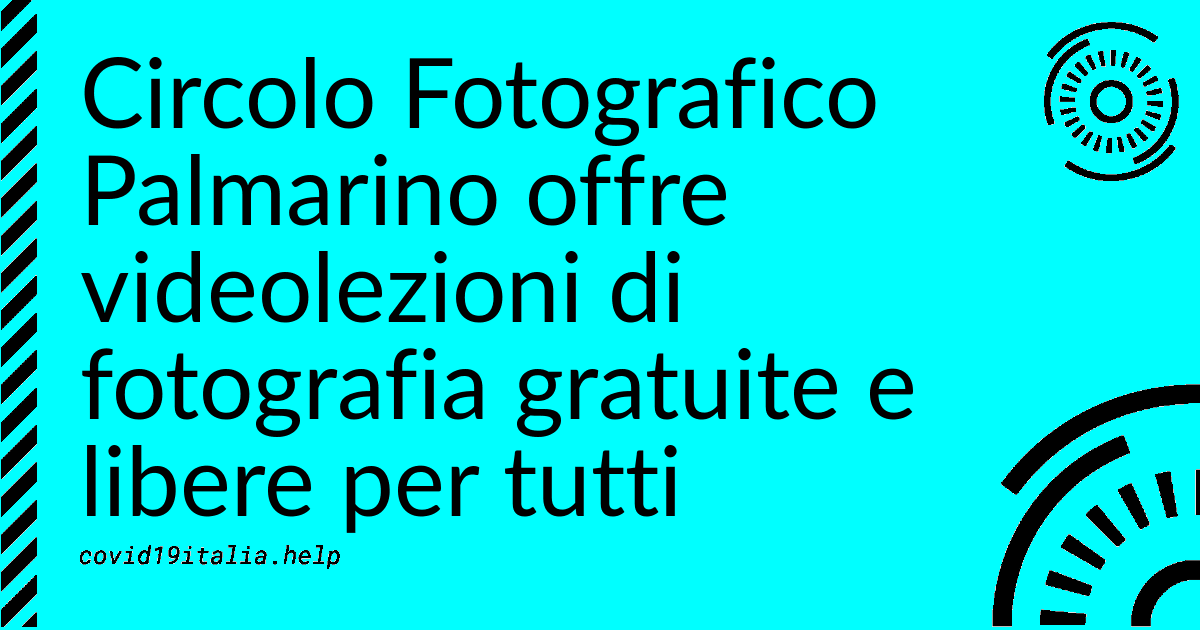 Circolo Fotografico
Palmarino offre
videolezioni di
fotografia gratuite e
libere per tutti
covid19italia.help